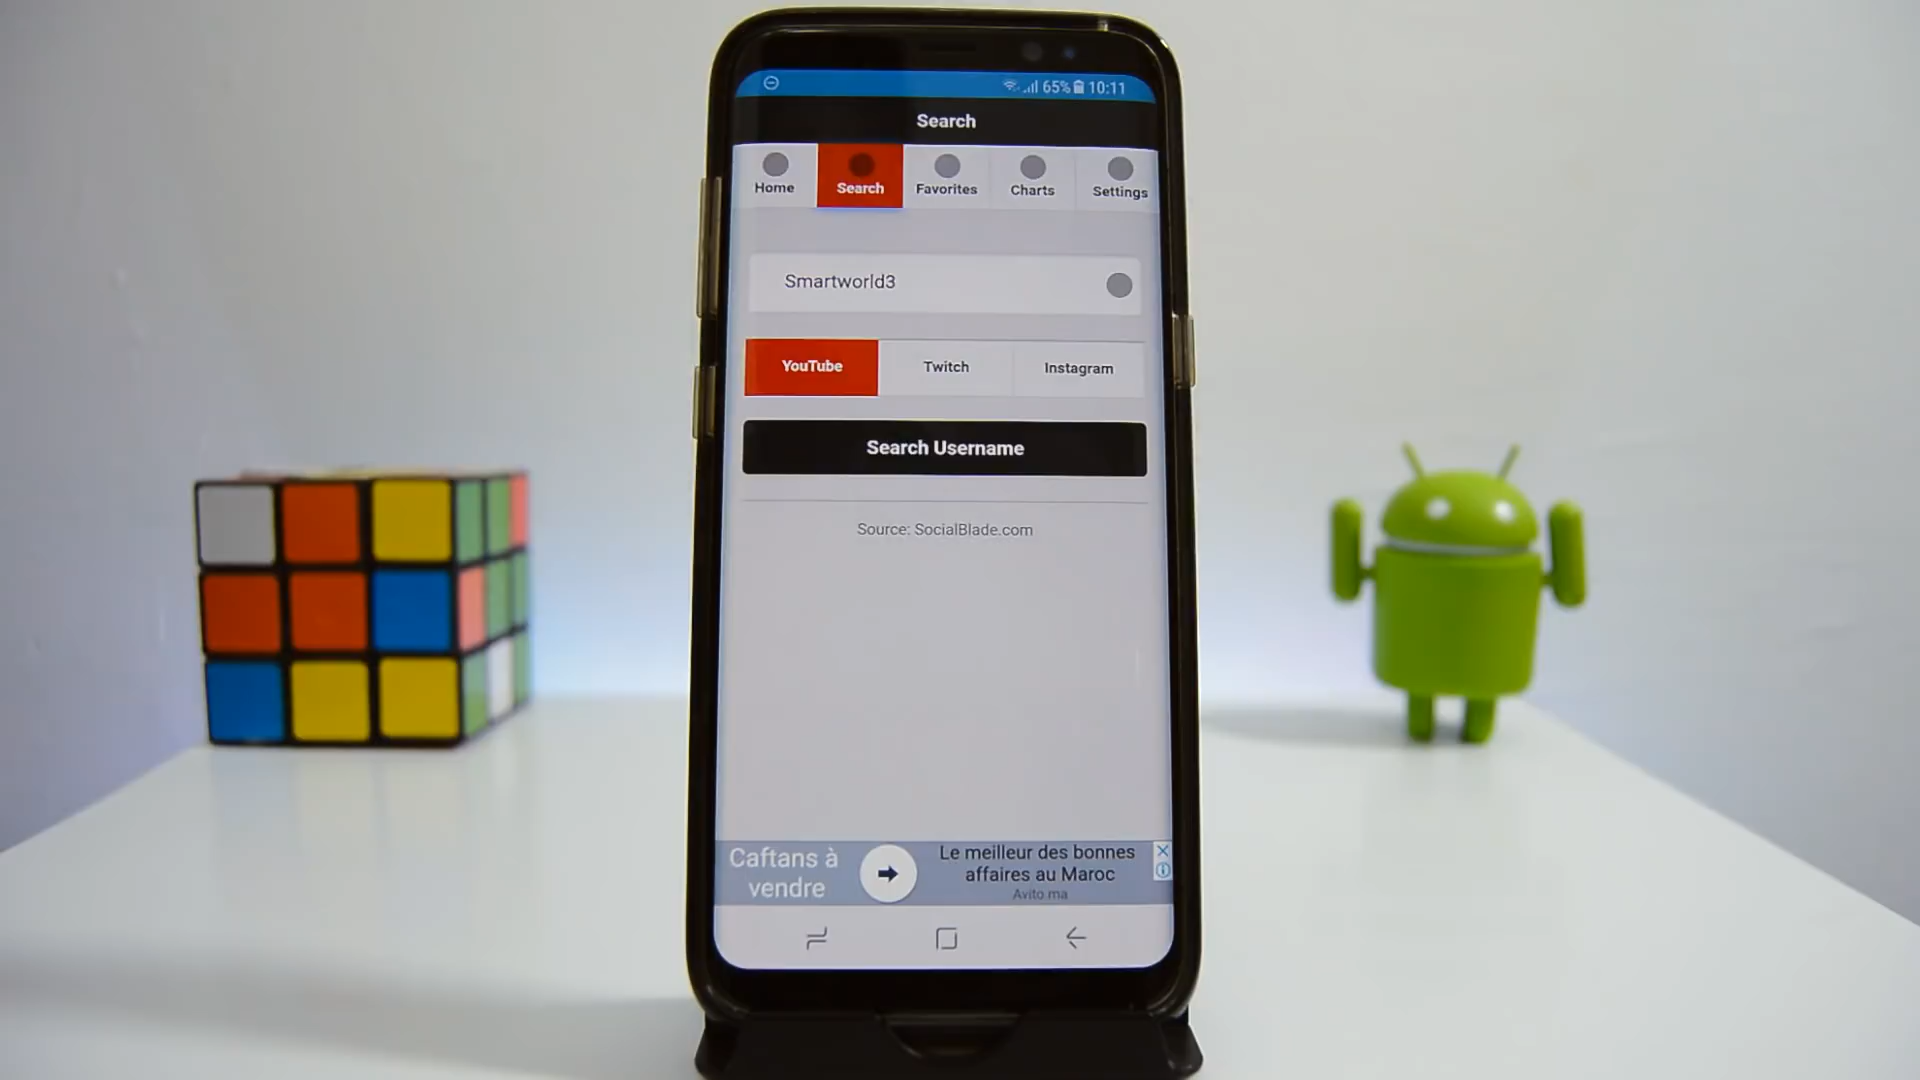 65% 10:11
Search
Home Search Favorites Charts Settings
Smartworld3
YouTube Twitch Instagram
Search Username
Source: SocialBlade.com
Caftans à
vendre
Le meilleur des bonnes
affaires au Maroc
Avito.ma